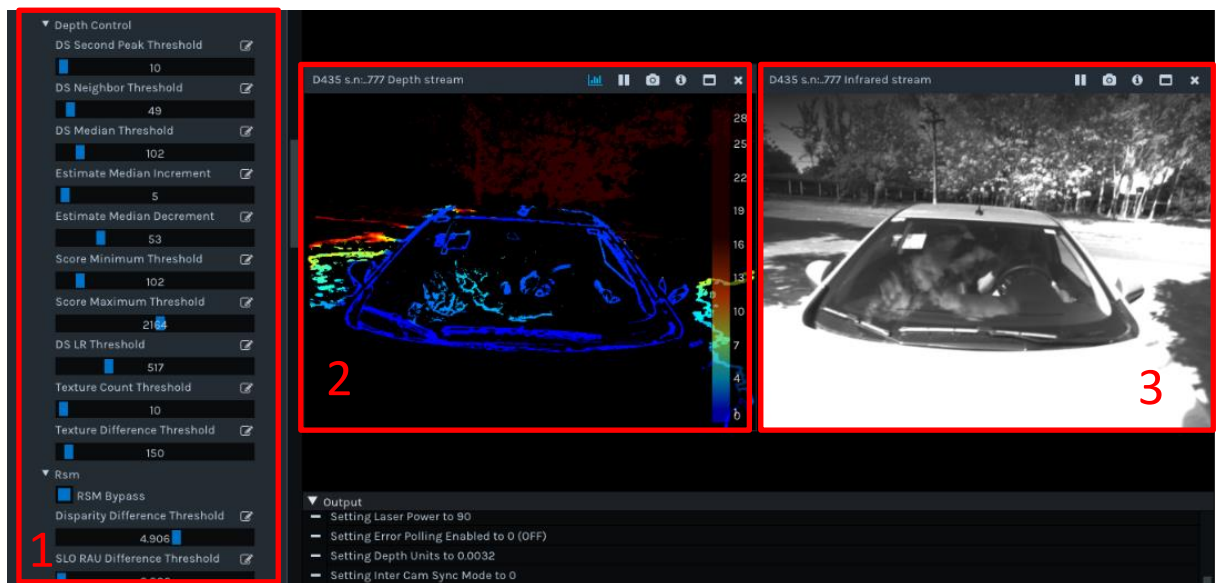 Depth Control
DS Second Peak Threshold
10
DS Neighbor Threshold
49
DS Median Threshold
102
Estimate Median Increment
5
Estimate Median Decrement
53
Score Minimum Threshold
102
Score Maximum Threshold
2164
DS LR Threshold
517
Texture Count Threshold
10
Texture Difference Threshold
150
Rsm
RSM Bypass
Disparity Difference Threshold
4.906
SLO RAU Difference Threshold
1
D435 s.n:..777 Depth stream
28
25
22
19
16
13
10
7
4
0
2
D435 s.n:..777 Infrared stream
3
Output
Setting Laser Power to 90
Setting Error Polling Enabled to 0 (OFF)
Setting Depth Units to 0.0032
Setting Inter Cam Sync Mode to 0